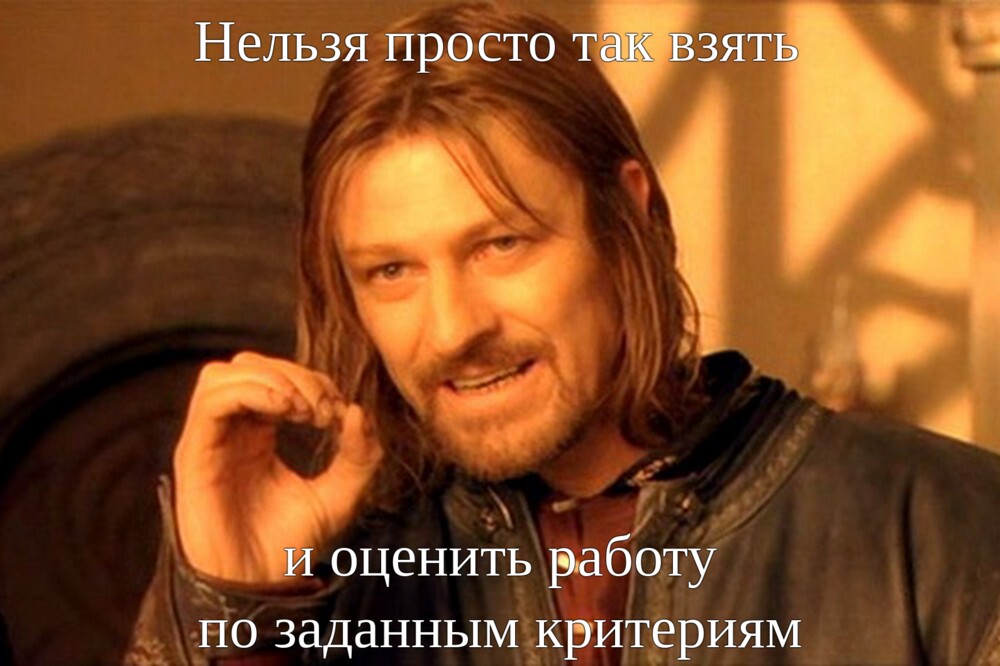 Нельзя просто так взять
и оценить работу
по заданным критериям